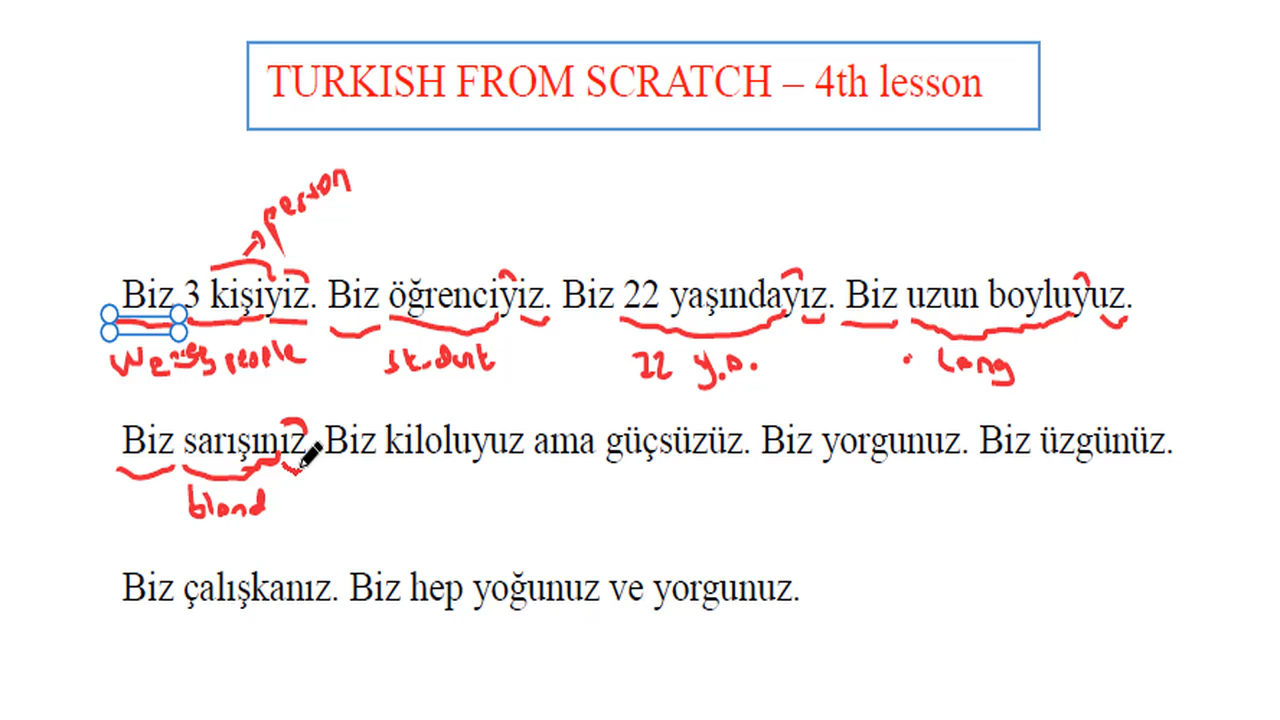 TURKISH FROM SCRATCH – 4th lesson
person
Biz 3 kişiyiz. Biz öğrenciyiz. Biz 22 yaşındayız. Biz uzun boyluyuz.
We people student 22 y.o. long
Biz sarışınız. Biz kiloluyuz ama güçsüzüz. Biz yorgunuz. Biz üzgünüz.
blond
Biz çalışkanız. Biz hep yoğunuz ve yorgunuz.